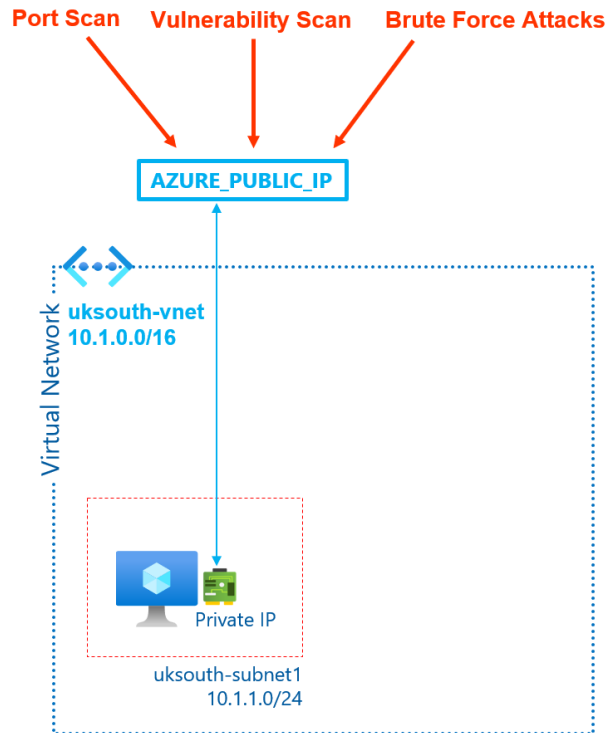 Port Scan
Vulnerability Scan
Brute Force Attacks
AZURE_PUBLIC_IP
uksouth-vnet
10.1.0.0/16
Virtual Network
Private IP
uksouth-subnet1
10.1.1.0/24